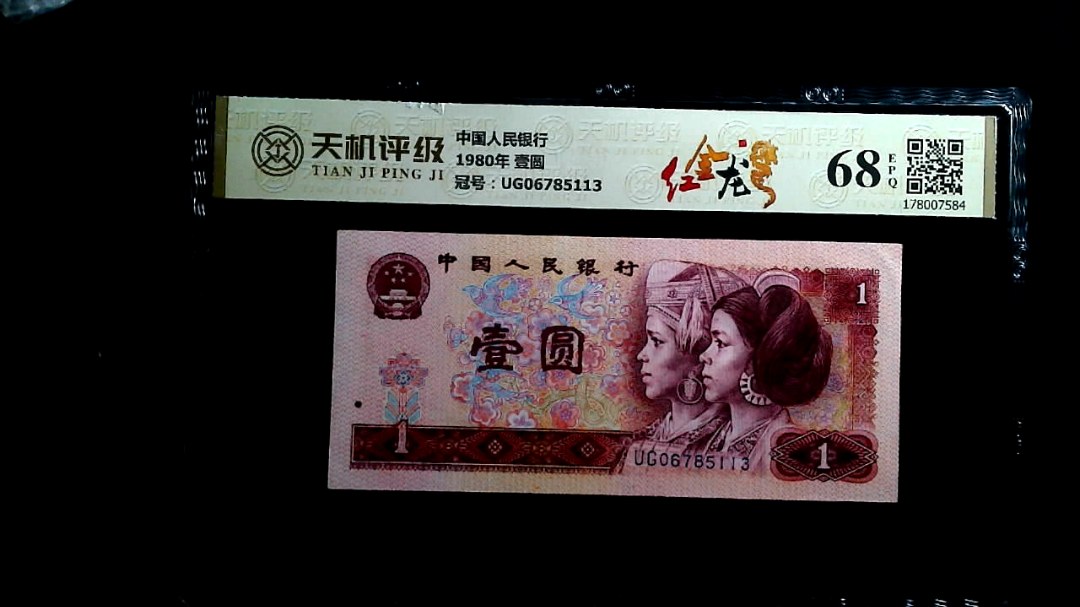 天机评级
TIAN JI PING JI
中国人民银行
1980年 壹圆
冠号：UG06785113
红金龙凤
68
EPQ
178007584
中国人民银行
1
壹圆
1
UG06785113
1